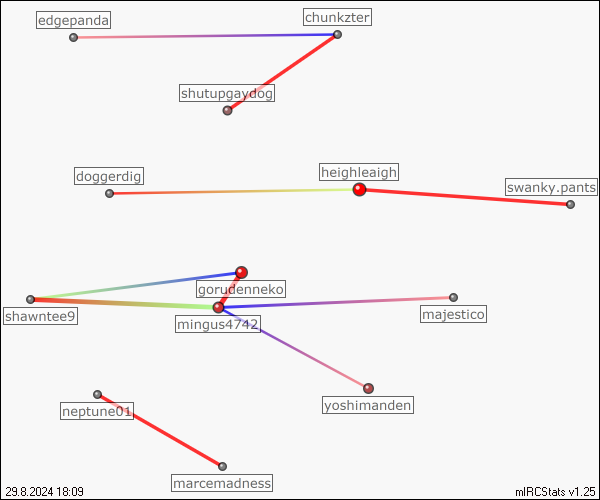 chunkzter
edgepanda
shutupgaydog
heighleaigh
doggerdig
swanky.pants
gorudenneko
shawntee9
majestico
mingus4742
yoshimanden
neptune01
marcemadness
29.8.2024 18:09
mIRCStats v1.25